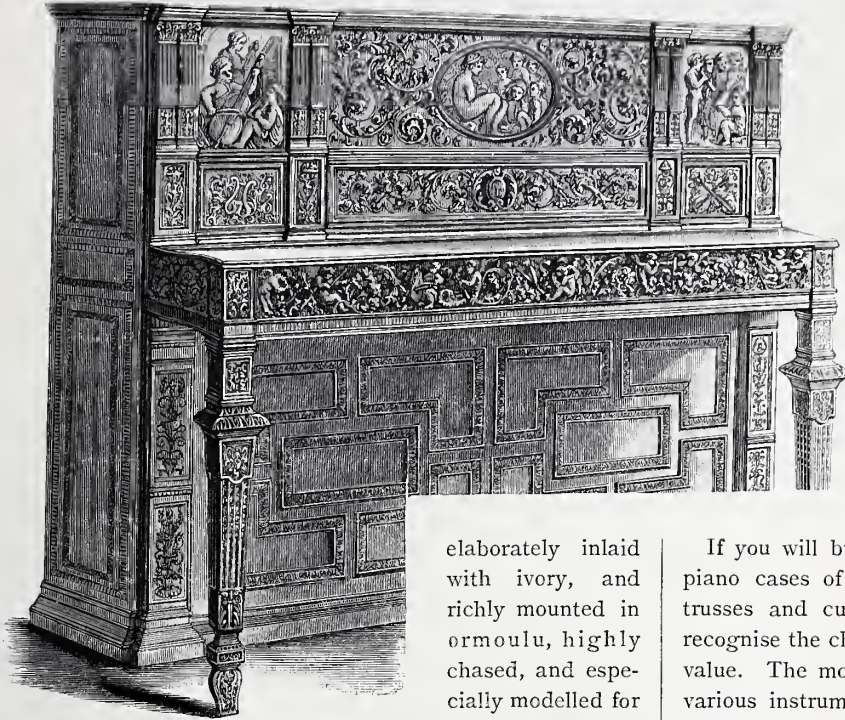 elaborately inlaid
with ivory, and
richly mounted in
ormoulu, highly
chased, and espe-
cially modelled for
If you will b
piano cases of
trusses and cu
recognise the ch
value. The mo
various instrum